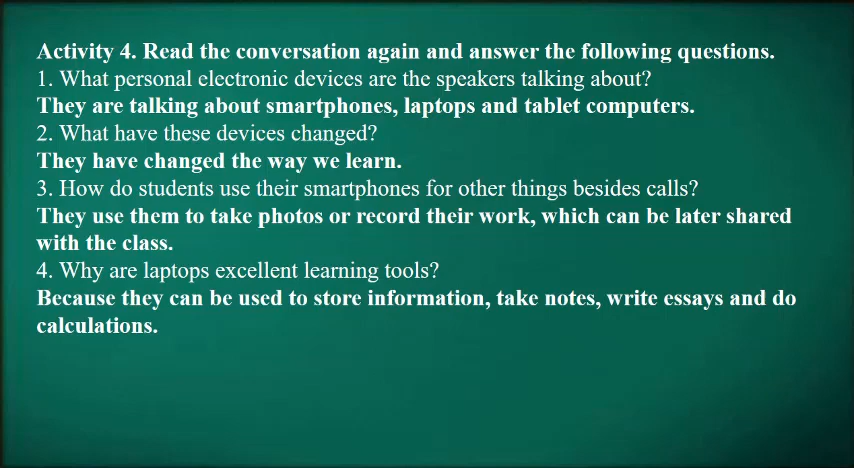 Activity 4. Read the conversation again and answer the following questions.
1. What personal electronic devices are the speakers talking about?
They are talking about smartphones, laptops and tablet computers.
2. What have these devices changed?
They have changed the way we learn.
3. How do students use their smartphones for other things besides calls?
They use them to take photos or record their work, which can be later shared
with the class.
4. Why are laptops excellent learning tools?
Because they can be used to store information, take notes, write essays and do
calculations.